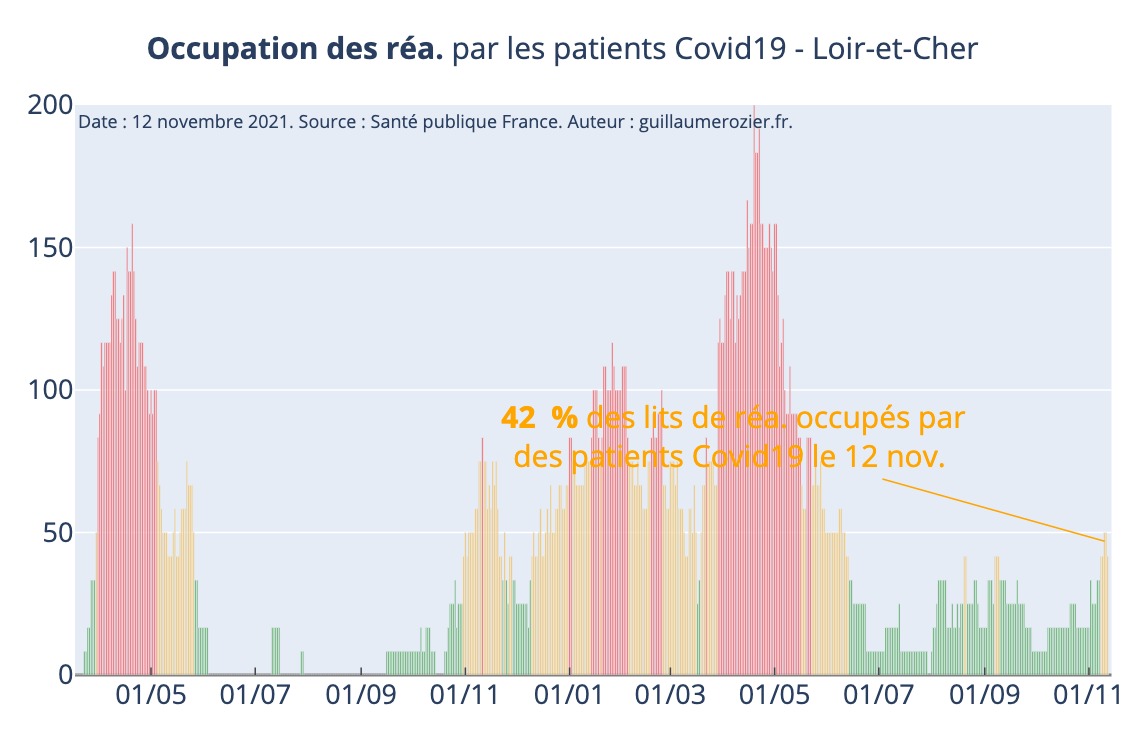 Occupation des réa. par les patients Covid19 - Loir-et-Cher
200
Date : 12 novembre 2021. Source : Santé publique France. Auteur : guillaumerozier.fr.
150
100
42 % des lits de réa. occupés par
des patients Covid19 le 12 nov.
50
0
01/05 01/07 01/09 01/11 01/01 01/03 01/05 01/07 01/09 01/11